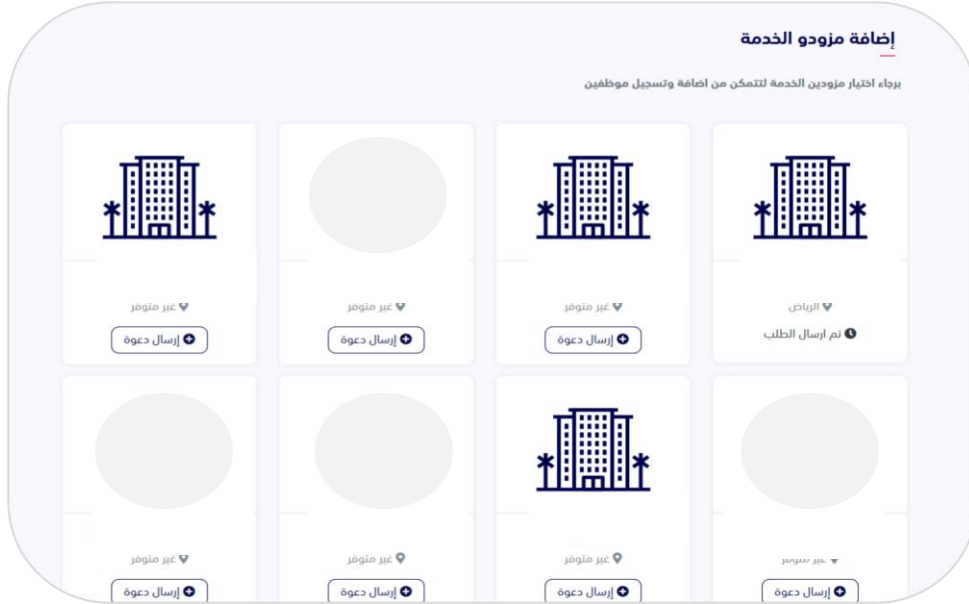 إضافة مزودو الخدمة
برجاء اختيار مزودين الخدمة لتتمكن من اضافة وتسجيل موظفين
الرياض
تم ارسال الطلب
غير متوفر
إرسال دعوة
غير متوفر
إرسال دعوة
غير متوفر
إرسال دعوة
غير متوفر
إرسال دعوة
غير متوفر
إرسال دعوة
غير متوفر
إرسال دعوة
غير متوفر
إرسال دعوة